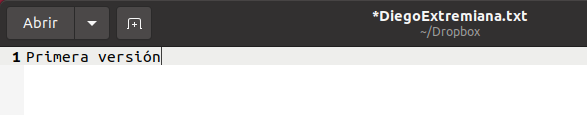 Abrir
*DiegoExtremiana.txt
~/Dropbox
1 Primera versión